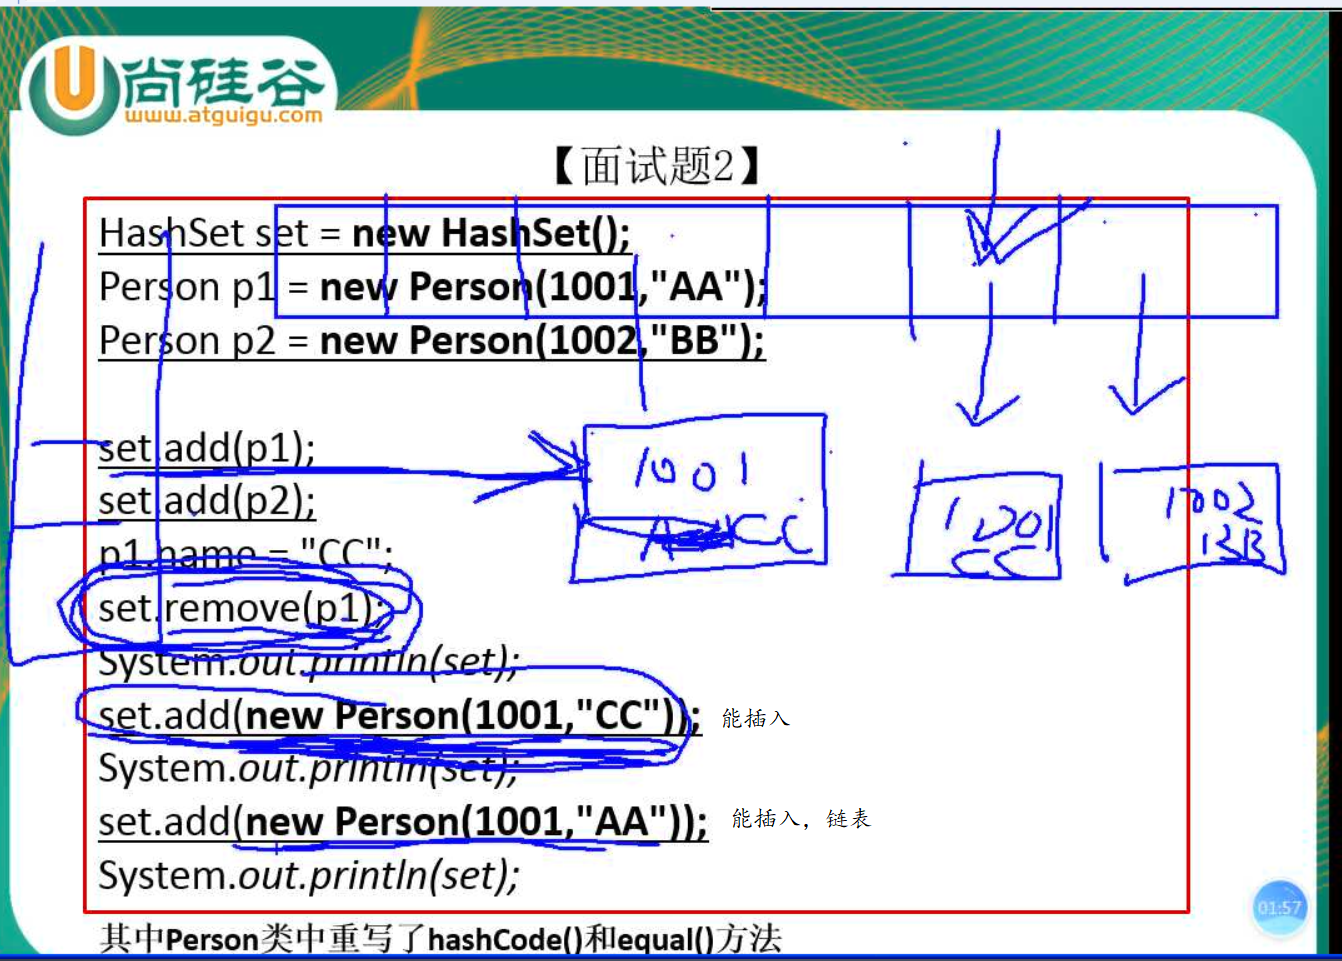 尚硅谷
www.atguigu.com
【面试题2】
HashSet set = new HashSet();
Person p1 = new Person(1001,"AA");
Person p2 = new Person(1002,"BB");
set.add(p1);
1001
set.add(p2);
CC
1001
CC
1002
BB
p1.name = "CC";
set.remove(p1);
System.out.println(set);
set.add(new Person(1001,"CC")); 能插入
System.out.println(set);
set.add(new Person(1001,"AA")); 能插入，链表
System.out.println(set);
01:57
其中Person类中重写了hashCode()和equal()方法